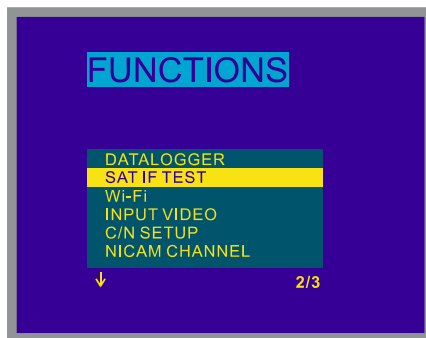 FUNCTIONS
DATALOGGER
SAT IF TEST
Wi-Fi
INPUT VIDEO
C/N SETUP
NICAM CHANNEL
↓ 2/3